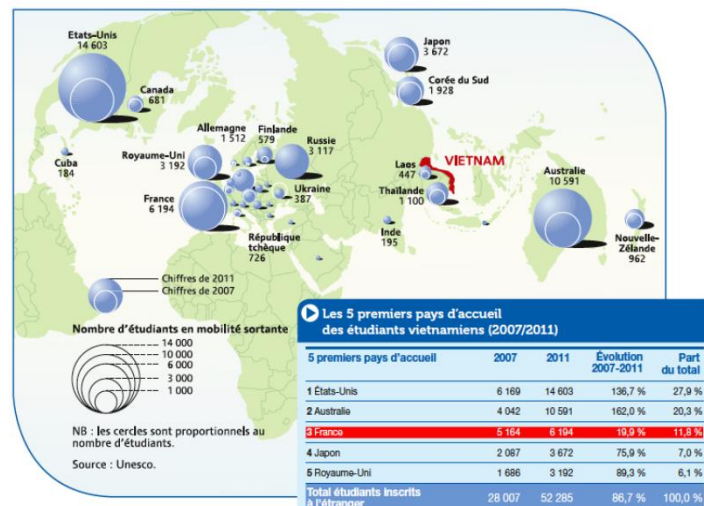 Etats-Unis
14 603
Canada
681
Cuba
184
Allemagne
1 512
Finlande
579
Royaume-Uni
3 192
Russie
3 117
France
6 194
Ukraine
387
République
tchèque
726
Japon
3 672
Corée du Sud
1 928
Laos
447
VIETNAM
Thaïlande
1 100
Inde
195
Australie
10 591
Nouvelle-
Zélande
962
Chiffres de 2011
Chiffres de 2007
Nombre d'étudiants en mobilité sortante
14 000
10 000
6 000
3 000
1 000
NB : les cercles sont proportionnels au
nombre d'étudiants.
Source : Unesco.
Les 5 premiers pays d'accueil
des étudiants vietnamiens (2007/2011)
5 premiers pays d'accueil 2007 2011 Évolution 2007-2011 Part du total
1 États-Unis 6 169 14 603 136,7 % 27,9 %
2 Australie 4 042 10 591 162,0 % 20,3 %
3 France 5 164 6 194 19,9 % 11,8 %
4 Japon 2 087 3 672 75,9 % 7,0 %
5 Royaume-Uni 1 686 3 192 89,3 % 6,1 %
Total étudiants inscrits
à l'étranger 28 007 52 285 86,7 % 100,0 %